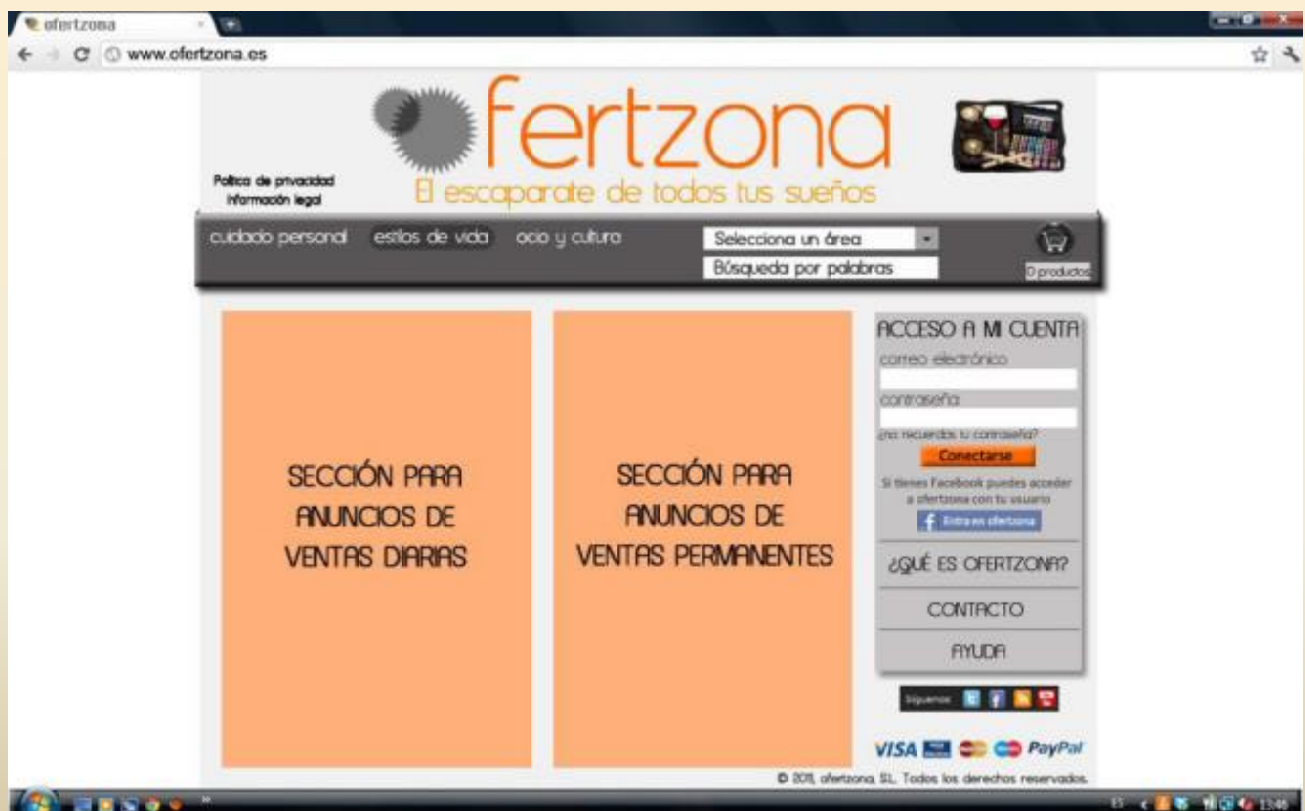 ofertzona
www.ofertzona.es
fertzona
El escaparate de todos tus sueños
Política de privacidad
Información legal
cuidado personal estilos de vida ocio y cultura
Selecciona un área
Búsqueda por palabras
0 productos
SECCIÓN PARA
ANUNCIOS DE
VENTAS DIARIAS
SECCIÓN PARA
ANUNCIOS DE
VENTAS PERMANENTES
ACCESO A MI CUENTA
correo electrónico
contraseña
¿no recuerdas tu contraseña?
Conectarse
Si tienes Facebook puedes acceder
a ofertzona con tu usuario
f Entra en ofertzona
¿QUÉ ES OFERTZONA?
CONTACTO
AYUDA
Síguenos
VISA PayPal
© 2011, ofertzona, S.L. Todos los derechos reservados.
ES 13:46